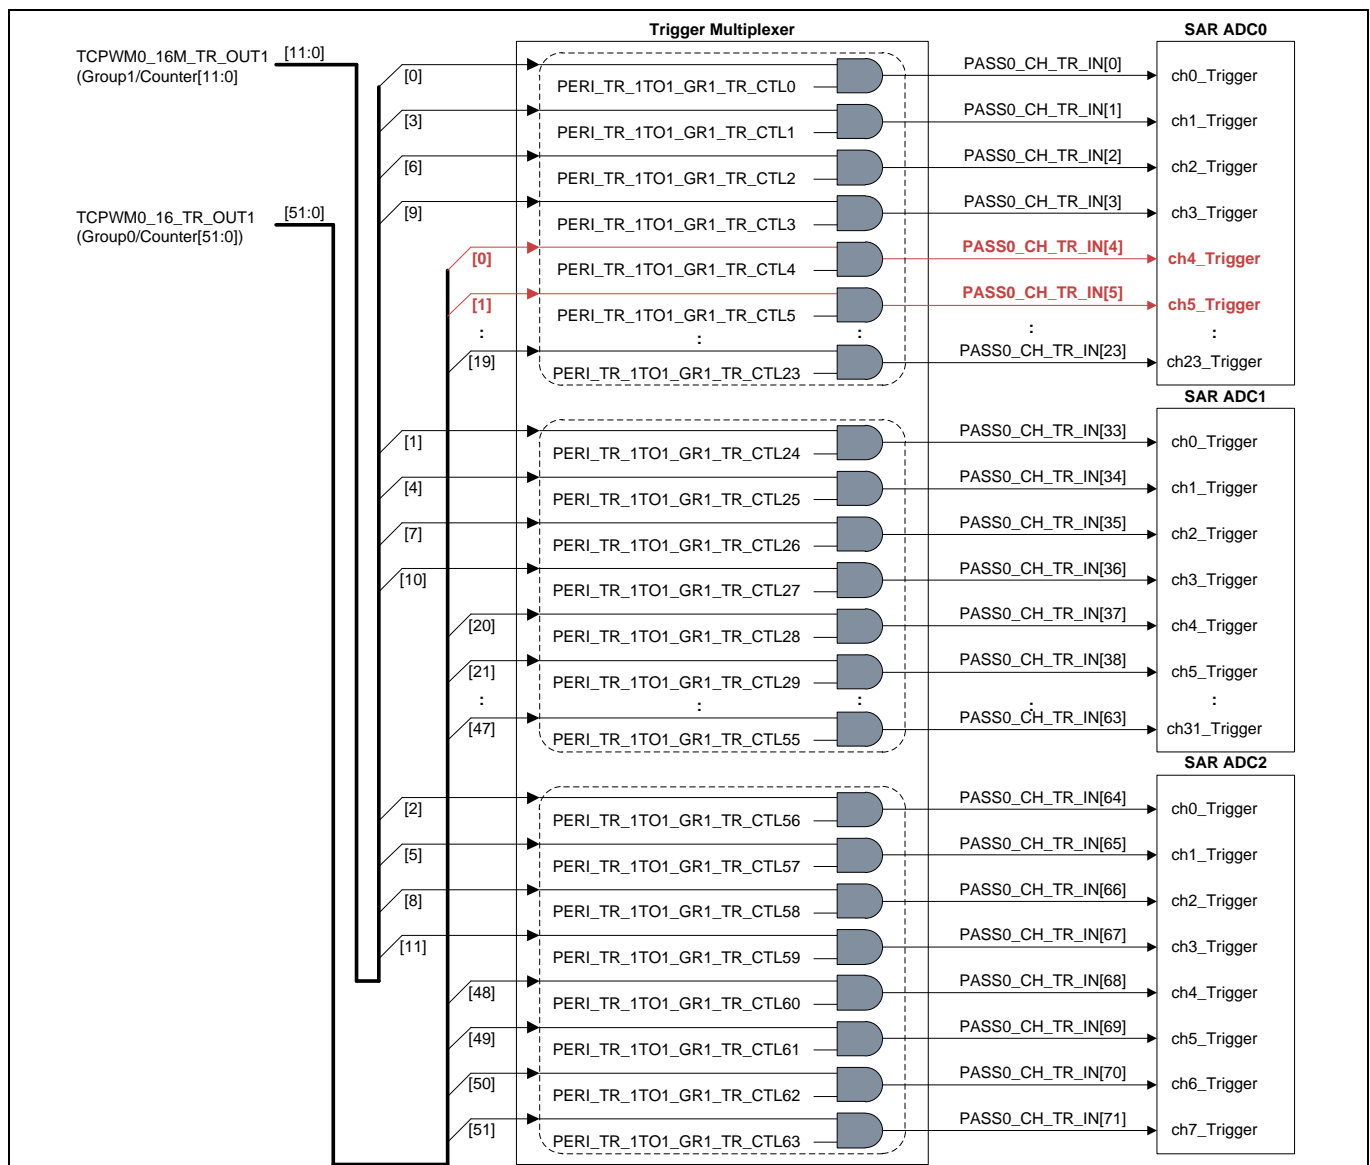 Trigger Multiplexer
SAR ADC0
TCPWM0_16M_TR_OUT1 [11:0]
(Group1/Counter[11:0]
TCPWM0_16_TR_OUT1 [51:0]
(Group0/Counter[51:0])
[0] PERI_TR_1TO1_GR1_TR_CTL0 PASS0_CH_TR_IN[0] ch0_Trigger
[3] PERI_TR_1TO1_GR1_TR_CTL1 PASS0_CH_TR_IN[1] ch1_Trigger
[6] PERI_TR_1TO1_GR1_TR_CTL2 PASS0_CH_TR_IN[2] ch2_Trigger
[9] PERI_TR_1TO1_GR1_TR_CTL3 PASS0_CH_TR_IN[3] ch3_Trigger
[0] PERI_TR_1TO1_GR1_TR_CTL4 PASS0_CH_TR_IN[4] ch4_Trigger
[1] PERI_TR_1TO1_GR1_TR_CTL5 PASS0_CH_TR_IN[5] ch5_Trigger
: : : :
[19] PERI_TR_1TO1_GR1_TR_CTL23 PASS0_CH_TR_IN[23] ch23_Trigger
SAR ADC1
[1] PERI_TR_1TO1_GR1_TR_CTL24 PASS0_CH_TR_IN[33] ch0_Trigger
[4] PERI_TR_1TO1_GR1_TR_CTL25 PASS0_CH_TR_IN[34] ch1_Trigger
[7] PERI_TR_1TO1_GR1_TR_CTL26 PASS0_CH_TR_IN[35] ch2_Trigger
[10] PERI_TR_1TO1_GR1_TR_CTL27 PASS0_CH_TR_IN[36] ch3_Trigger
[20] PERI_TR_1TO1_GR1_TR_CTL28 PASS0_CH_TR_IN[37] ch4_Trigger
[21] PERI_TR_1TO1_GR1_TR_CTL29 PASS0_CH_TR_IN[38] ch5_Trigger
: : : : :
[47] PERI_TR_1TO1_GR1_TR_CTL55 PASS0_CH_TR_IN[63] ch31_Trigger
SAR ADC2
[2] PERI_TR_1TO1_GR1_TR_CTL56 PASS0_CH_TR_IN[64] ch0_Trigger
[5] PERI_TR_1TO1_GR1_TR_CTL57 PASS0_CH_TR_IN[65] ch1_Trigger
[8] PERI_TR_1TO1_GR1_TR_CTL58 PASS0_CH_TR_IN[66] ch2_Trigger
[11] PERI_TR_1TO1_GR1_TR_CTL59 PASS0_CH_TR_IN[67] ch3_Trigger
[48] PERI_TR_1TO1_GR1_TR_CTL60 PASS0_CH_TR_IN[68] ch4_Trigger
[49] PERI_TR_1TO1_GR1_TR_CTL61 PASS0_CH_TR_IN[69] ch5_Trigger
[50] PERI_TR_1TO1_GR1_TR_CTL62 PASS0_CH_TR_IN[70] ch6_Trigger
[51] PERI_TR_1TO1_GR1_TR_CTL63 PASS0_CH_TR_IN[71] ch7_Trigger